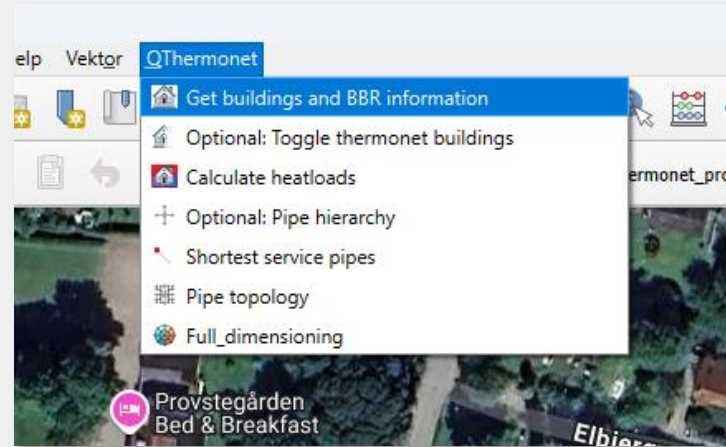 elp Vektor QThermonet
Get buildings and BBR information
Optional: Toggle thermonet buildings
Calculate heatloads
ermonet_pro
Optional: Pipe hierarchy
Shortest service pipes
Pipe topology
Full_dimensioning
Provstegården
Bed & Breakfast